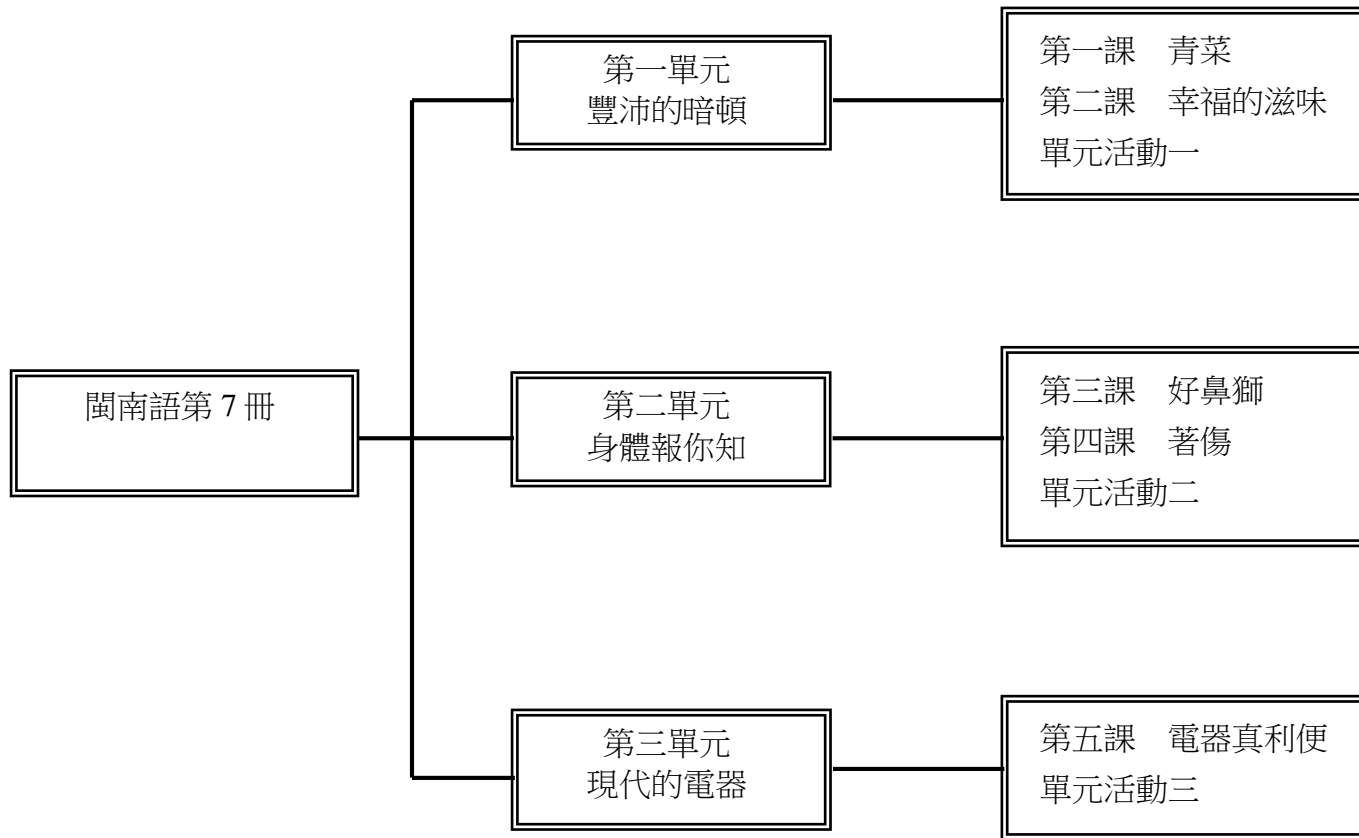 閩南語第 7 冊
第一單元
豐沛的暗頓
第一課　青菜
第二課　幸福的滋味
單元活動一
第二單元
身體報你知
第三課　好鼻獅
第四課　著傷
單元活動二
第三單元
現代的電器
第五課　電器真利便
單元活動三